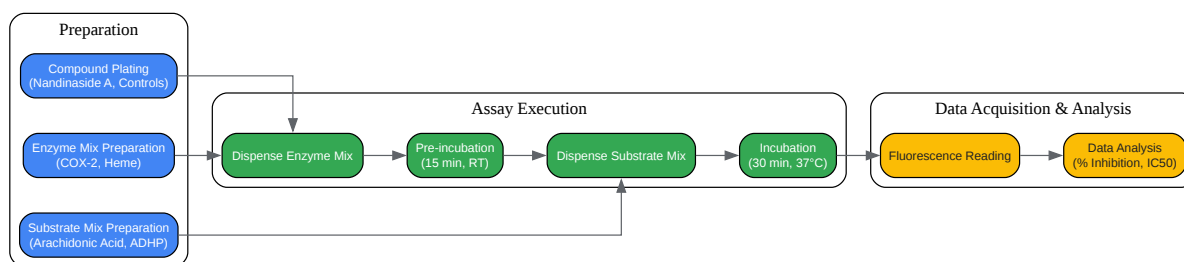 Preparation
Compound Plating
(Nandinaside A, Controls)
Enzyme Mix Preparation
(COX-2, Heme)
Substrate Mix Preparation
(Arachidonic Acid, ADHP)
Assay Execution
Dispense Enzyme Mix
Pre-incubation
(15 min, RT)
Dispense Substrate Mix
Incubation
(30 min, 37°C)
Data Acquisition & Analysis
Fluorescence Reading
Data Analysis
(% Inhibition, IC50)